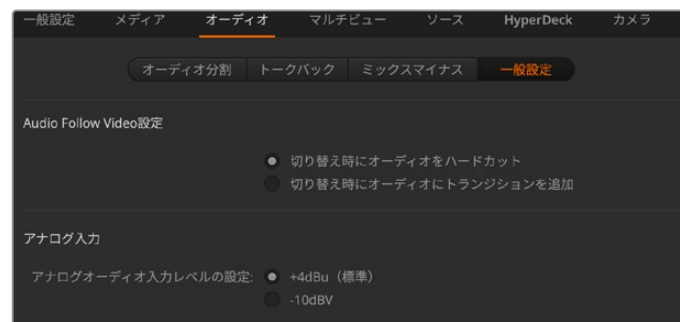 一般設定 メディア オーディオ マルチビュー ソース HyperDeck カメラ
オーディオ分割 トークバック ミックスマイナス 一般設定
Audio Follow Video設定
切り替え時にオーディオをハードカット
切り替え時にオーディオにトランジションを追加
アナログ入力
アナログオーディオ入力レベルの設定: +4dBu（標準）
-10dBV